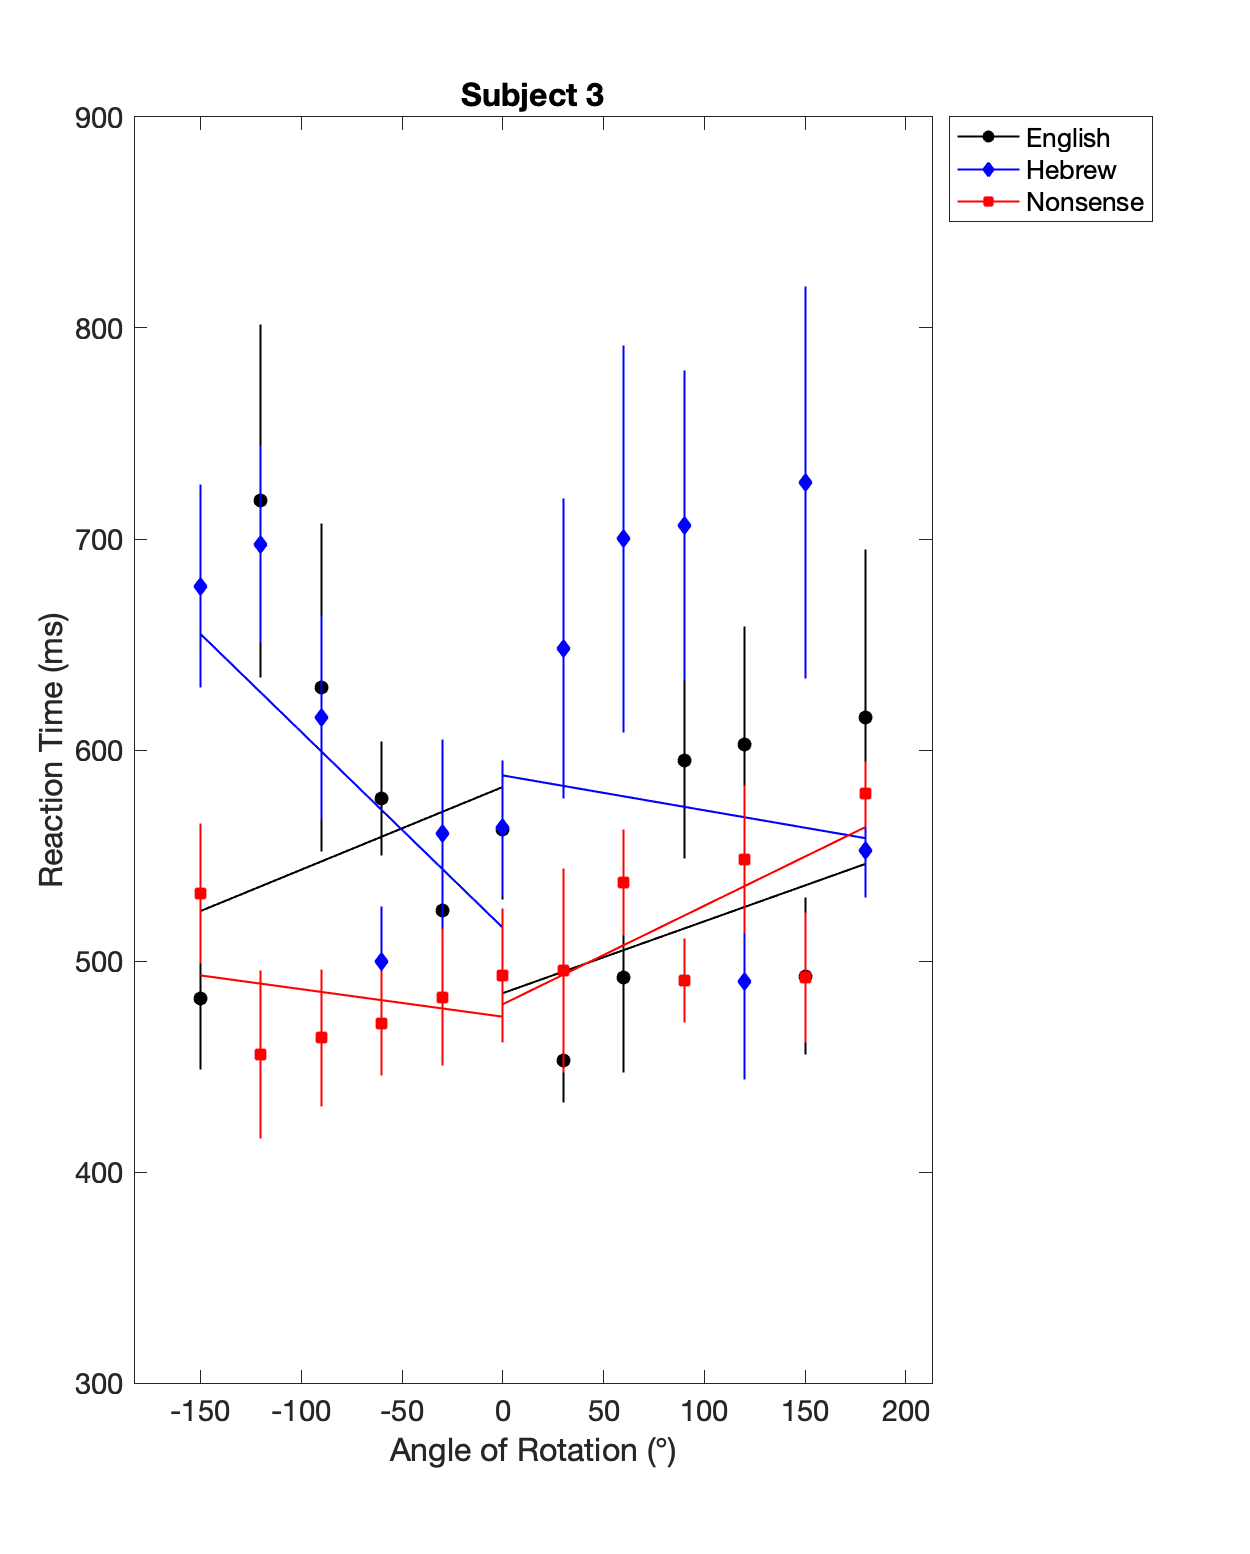 Subject 3
English
Hebrew
Nonsense
900
800
700
600
500
400
300
Reaction Time (ms)
-150 -100 -50 0 50 100 150 200
Angle of Rotation (°)